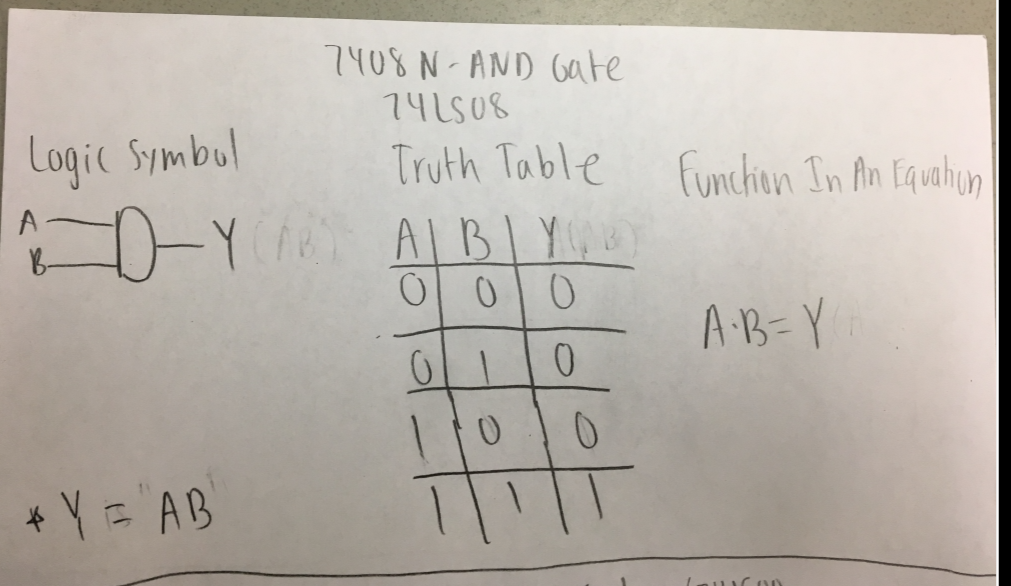 7408 N-AND Gate
74LS08
Logic Symbol
A
B
Y (AB)
* Y = "AB"
Truth Table
A B Y(AB)
0 0 0
0 1 0
1 0 0
1 1 1
Function In An Equation
A·B=Y